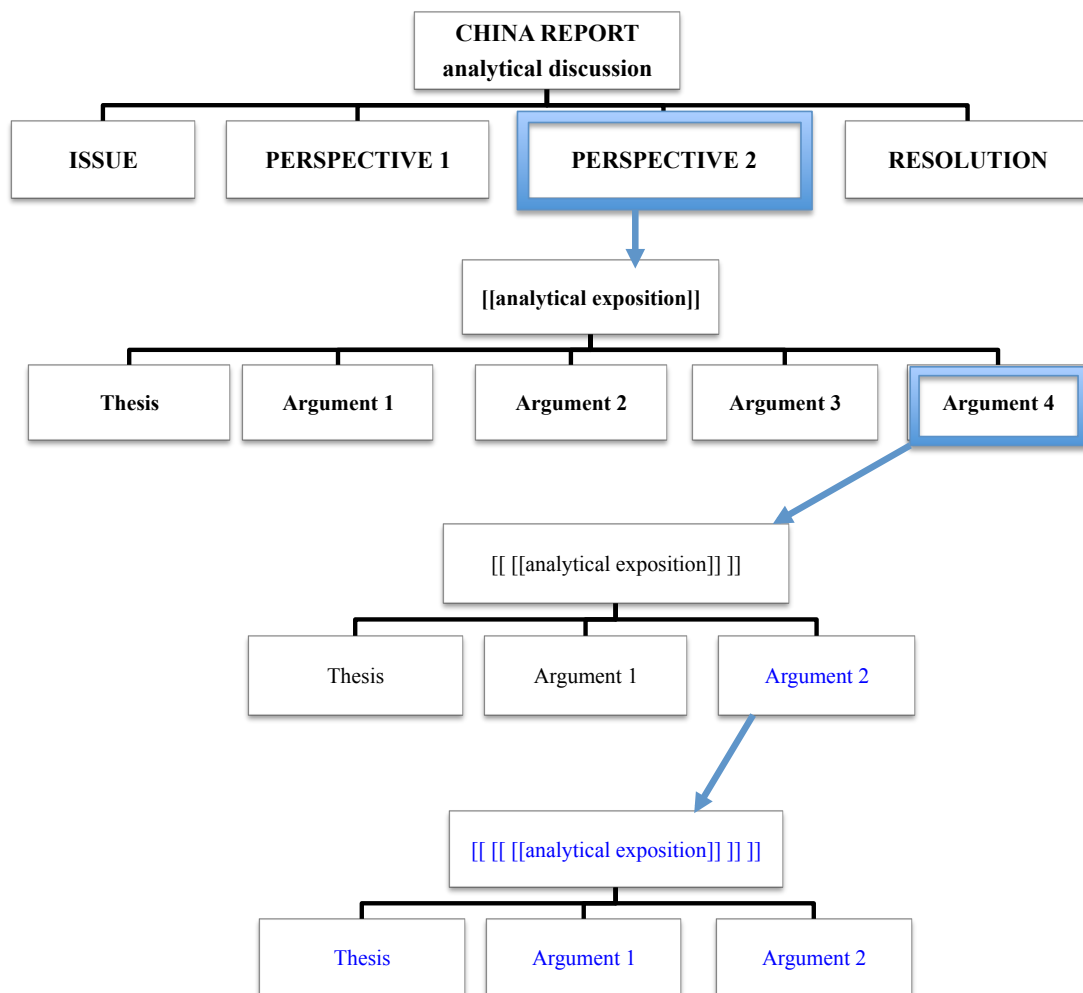 CHINA REPORT
analytical discussion
ISSUE
PERSPECTIVE 1
PERSPECTIVE 2
RESOLUTION
[[analytical exposition]]
Thesis
Argument 1
Argument 2
Argument 3
Argument 4
[[ [[analytical exposition]] ]]
Thesis
Argument 1
Argument 2
[[ [[ [[analytical exposition]] ]] ]]
Thesis
Argument 1
Argument 2